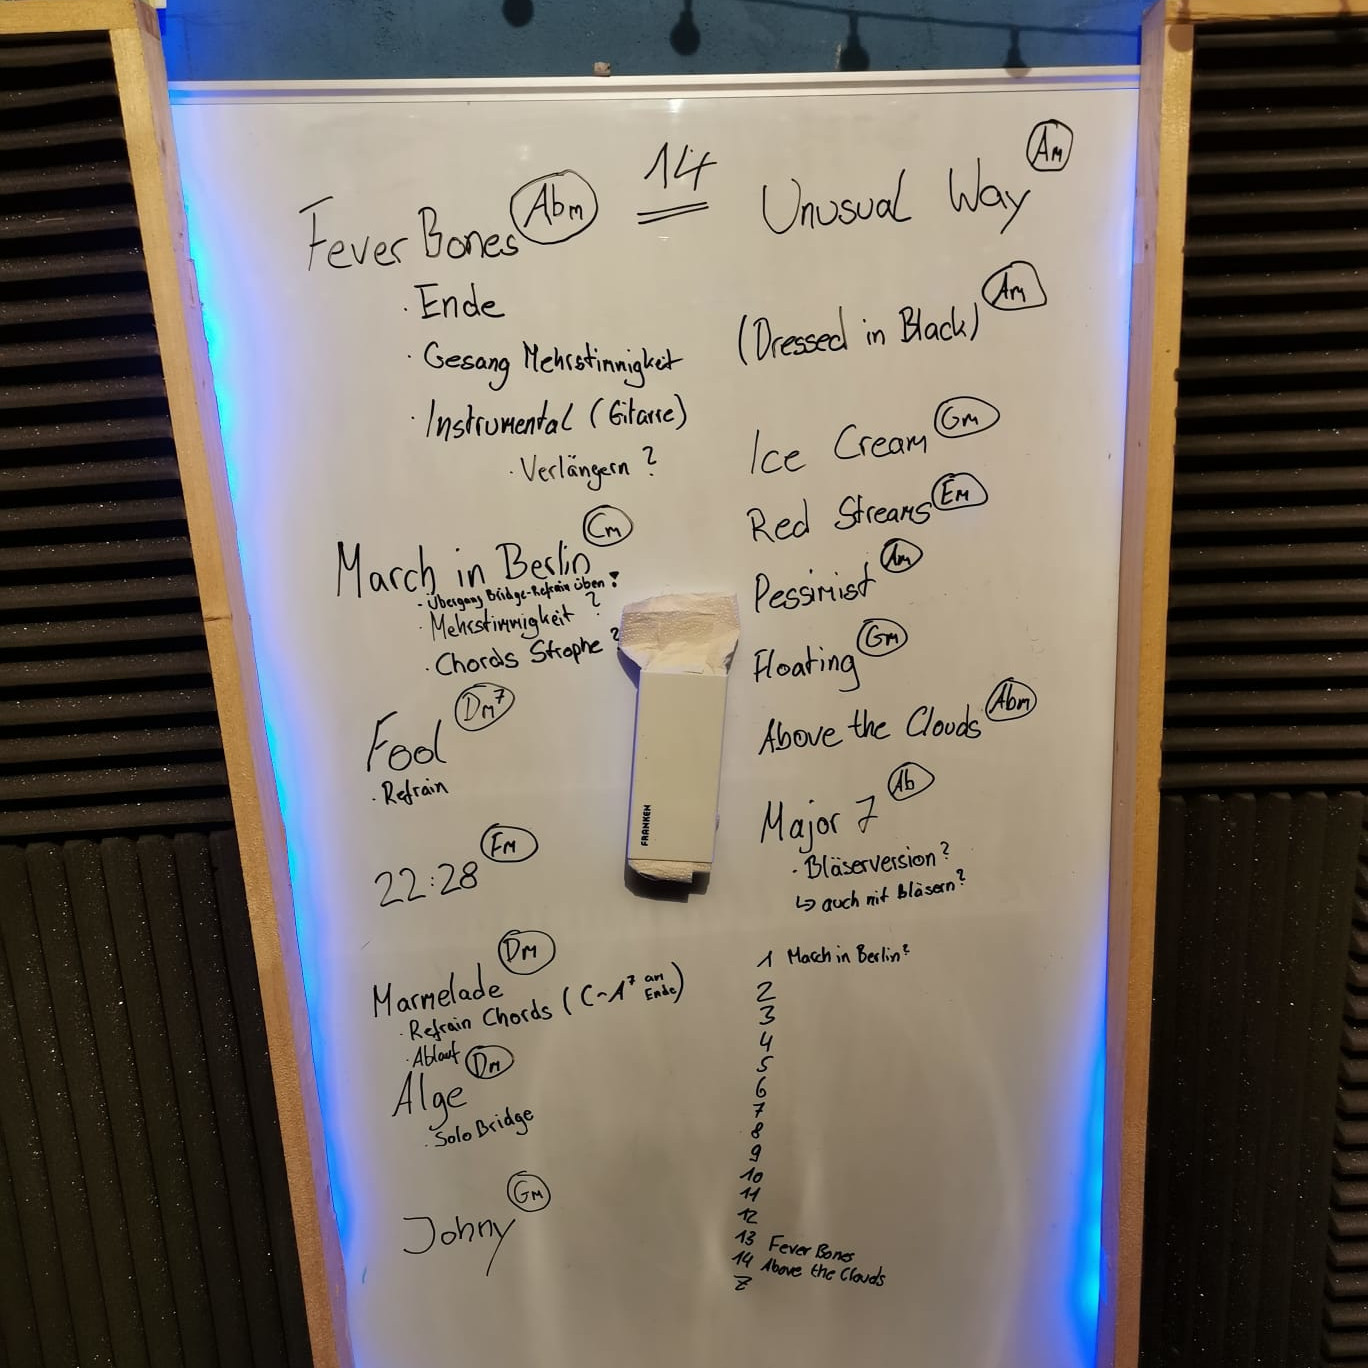 14
Fever Bones Abm
· Ende
· Gesang Mehrstimmigkeit
· Instrumental (Gitarre)
· Verlängern ?
March in Berlin Cm
- Übergang Bridge-Refrain üben !
· Mehrstimmigkeit ?
· Chords Strophe ?
Fool Dm7
· Refrain
22:28 Fm
Marmelade Dm
· Refrain Chords (C-A7 am Ende)
· Ablauf
Alge Dm
· Solo Bridge
Johny Gm
FRANKEN
Unusual Way Am
(Dressed in Black) Am
Ice Cream Gm
Red Streams Em
Pessimist Am
Floating Gm
Above the Clouds Abm
Major 7 Ab
· Bläserversion?
↳ auch mit Bläsern?
1 March in Berlin?
2
3
4
5
6
7
8
9
10
11
12
13 Fever Bones
14 Above the Clouds
Z